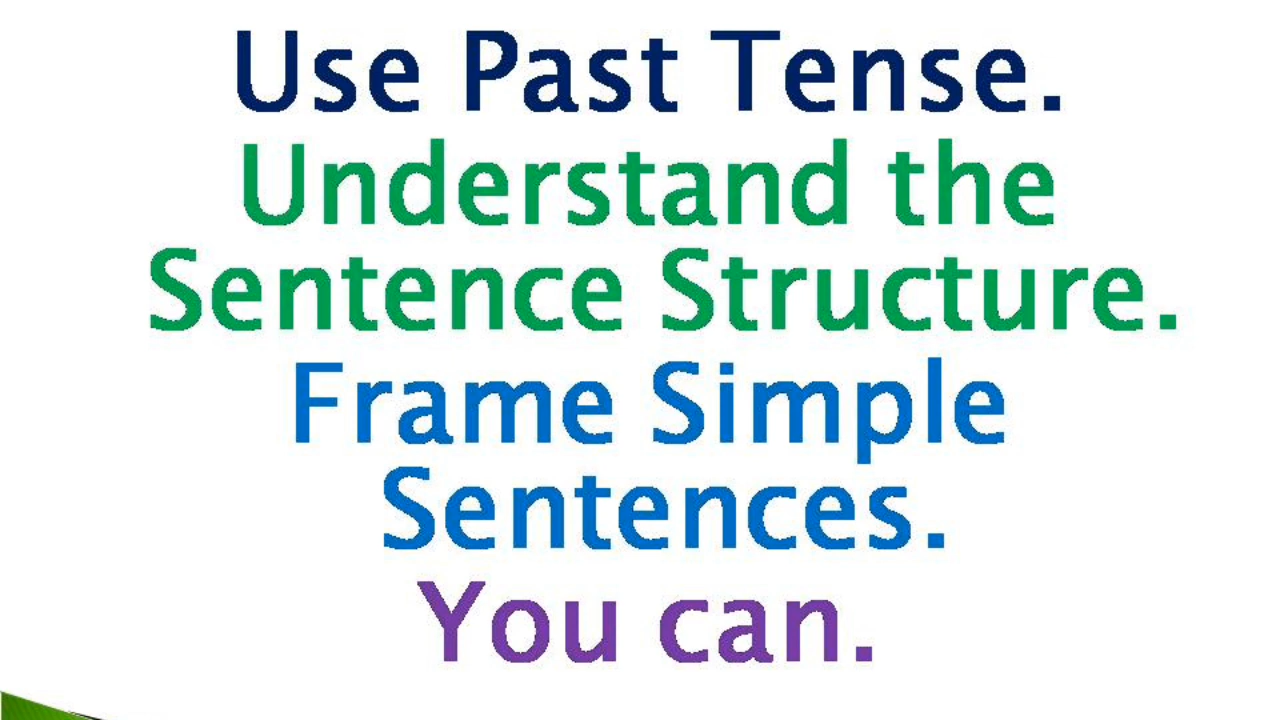 Use Past Tense.
Understand the
Sentence Structure.
Frame Simple
Sentences.
You can.